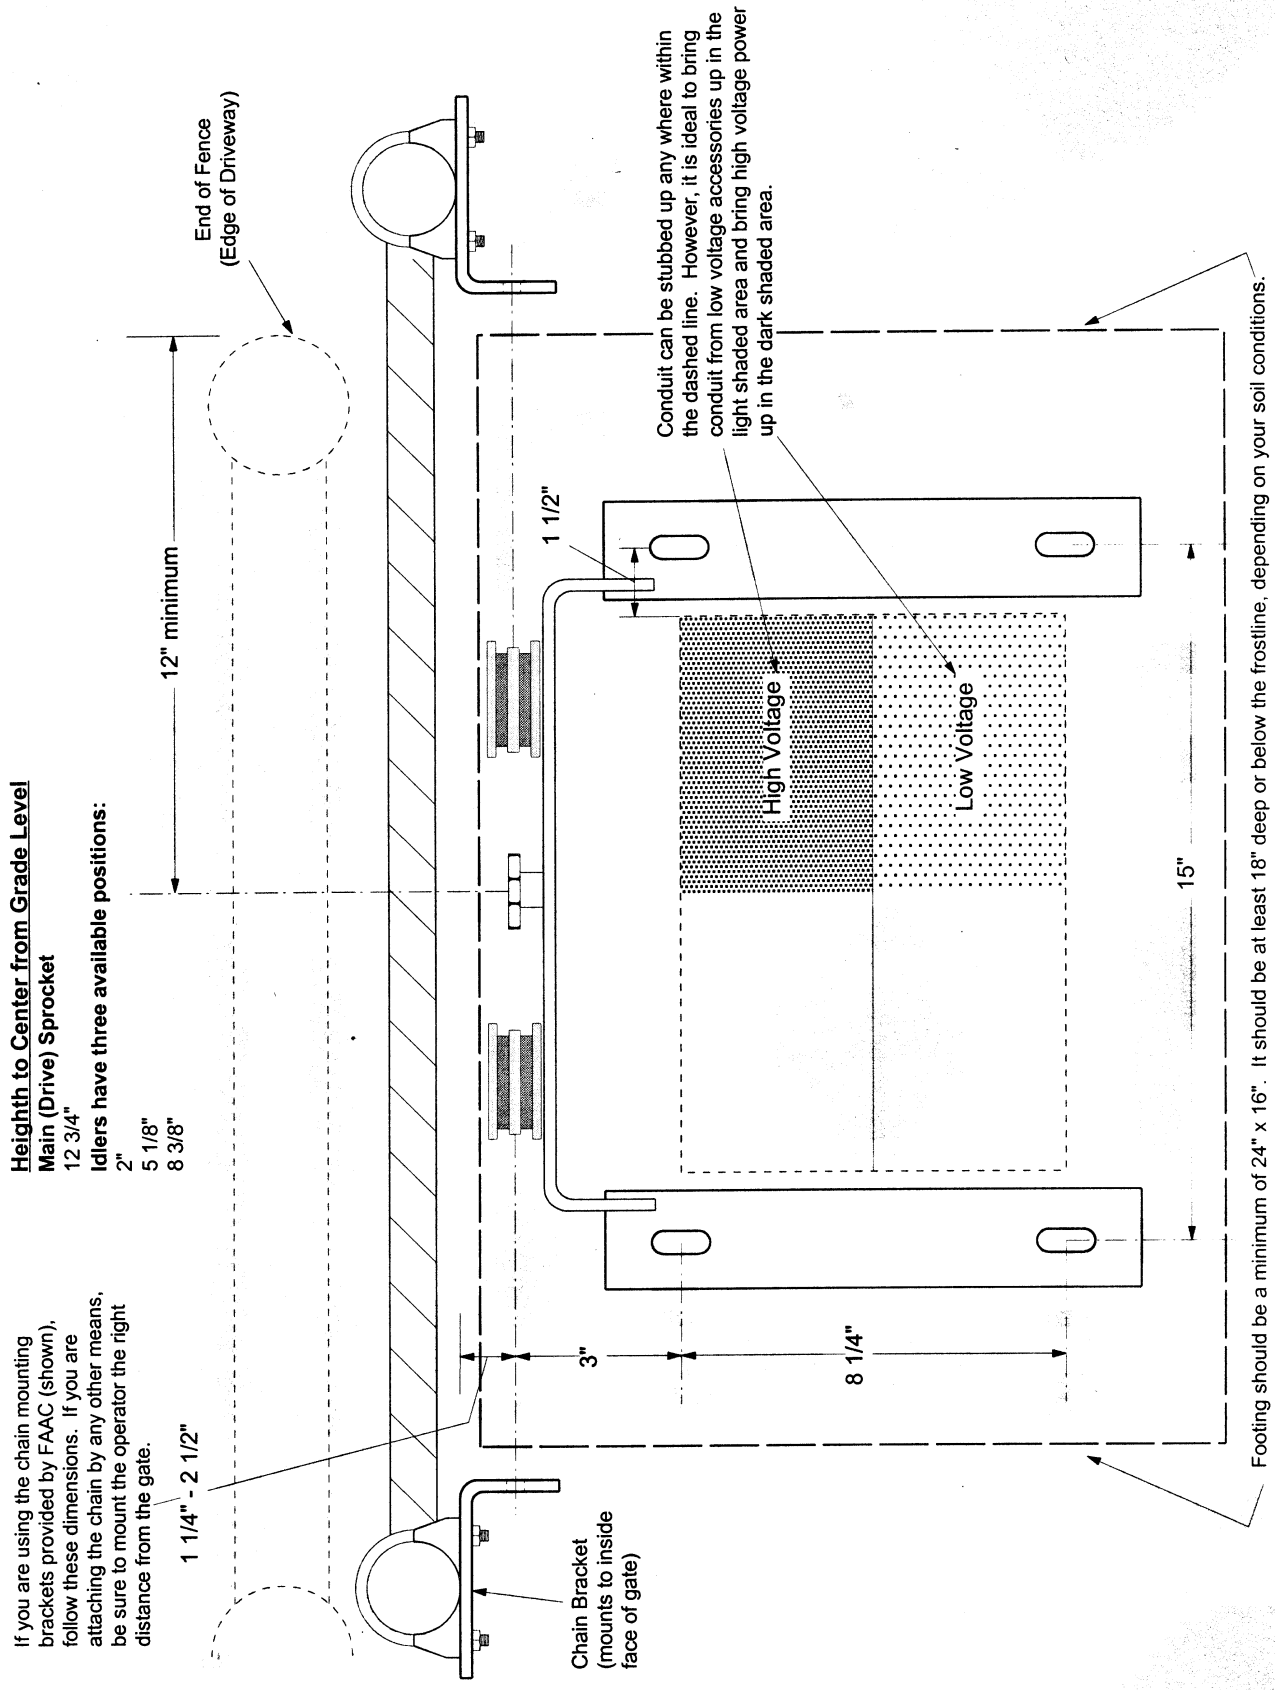 If you are using the chain mounting
brackets provided by FAAC (shown),
follow these dimensions. If you are
attaching the chain by any other means,
be sure to mount the operator the right
distance from the gate.
1 1/4" - 2 1/2"
Heighth to Center from Grade Level
Main (Drive) Sprocket
12 3/4"
Idlers have three available positions:
2"
5 1/8"
8 3/8"
12" minimum
End of Fence
(Edge of Driveway)
1 1/2"
Conduit can be stubbed up any where within
the dashed line. However, it is ideal to bring
conduit from low voltage accessories up in the
light shaded area and bring high voltage power
up in the dark shaded area.
High Voltage
Low Voltage
3"
8 1/4"
15"
Chain Bracket
(mounts to inside
face of gate)
Footing should be a minimum of 24" x 16". It should be at least 18" deep or below the frostline, depending on your soil conditions.